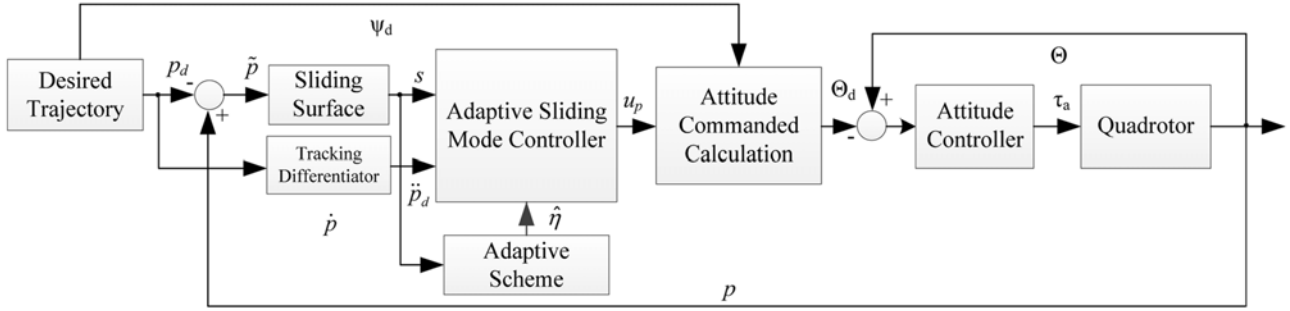 ψd
Desired
Trajectory
pd
-
+
p̃
Sliding
Surface
s
Tracking
Differentiator
p̈d
ṗ
Adaptive Sliding
Mode Controller
η̂
Adaptive
Scheme
up
Attitude
Commanded
Calculation
Θd
-
+
Θ
Attitude
Controller
τa
Quadrotor
p